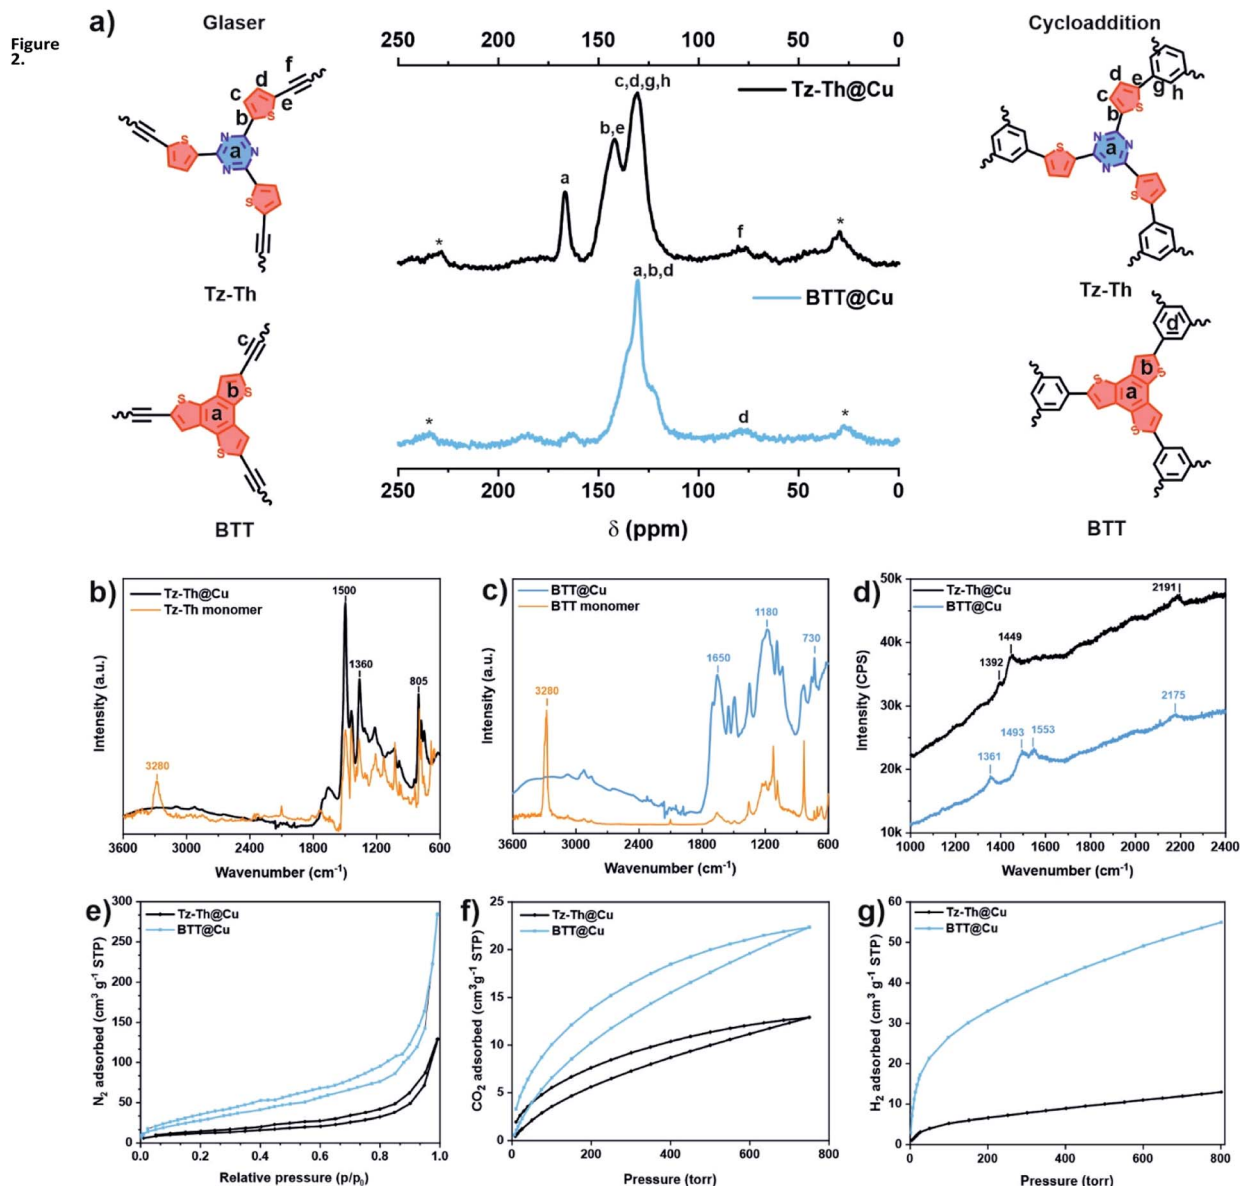 Figure
2.
a)
Glaser
Cycloaddition
250 200 150 100 50 0
c,d,g,h
Tz-Th@Cu
b,e
a
*
f
*
a,b,d
BTT@Cu
*
d
*
250 200 150 100 50 0
δ (ppm)
f
d
c
e
b
S
N
a
N
S
N
S
Tz-Th
c
b
S
a
S
S
BTT
d
e
c
g
h
b
S
N
a
N
S
N
S
Tz-Th
d
b
S
S
a
S
BTT
b)
Tz-Th@Cu
Tz-Th monomer
1500
1360
805
3280
Intensity (a.u.)
3600 3000 2400 1800 1200 600
Wavenumber (cm⁻¹)
c)
BTT@Cu
BTT monomer
1180
730
1650
3280
Intensity (a.u.)
3600 3000 2400 1800 1200 600
Wavenumber (cm⁻¹)
d)
Tz-Th@Cu
BTT@Cu
2191
1449
1392
2175
1493
1553
1361
50k
40k
30k
20k
10k
Intensity (CPS)
1000 1200 1400 1600 1800 2000 2200 2400
Wavenumber (cm⁻¹)
e)
Tz-Th@Cu
BTT@Cu
300
250
200
150
100
50
0
N₂ adsorbed (cm³ g⁻¹ STP)
0.0 0.2 0.4 0.6 0.8 1.0
Relative pressure (p/p₀)
f)
Tz-Th@Cu
BTT@Cu
25
20
15
10
5
0
CO₂ adsorbed (cm³g⁻¹ STP)
0 200 400 600 800
Pressure (torr)
g)
Tz-Th@Cu
BTT@Cu
60
50
40
30
20
10
0
H₂ adsorbed (cm³ g⁻¹ STP)
0 200 400 600 800
Pressure (torr)